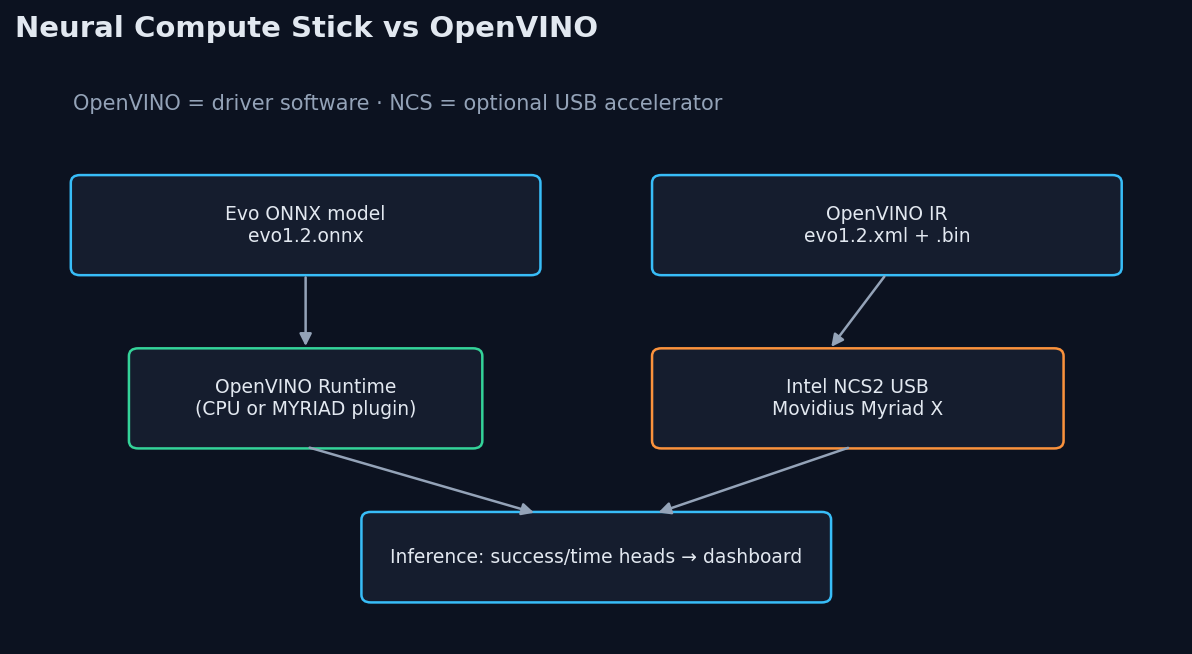 Neural Compute Stick vs OpenVINO
OpenVINO = driver software · NCS = optional USB accelerator
Evo ONNX model
evo1.2.onnx
OpenVINO IR
evo1.2.xml + .bin
OpenVINO Runtime
(CPU or MYRIAD plugin)
Intel NCS2 USB
Movidius Myriad X
Inference: success/time heads → dashboard